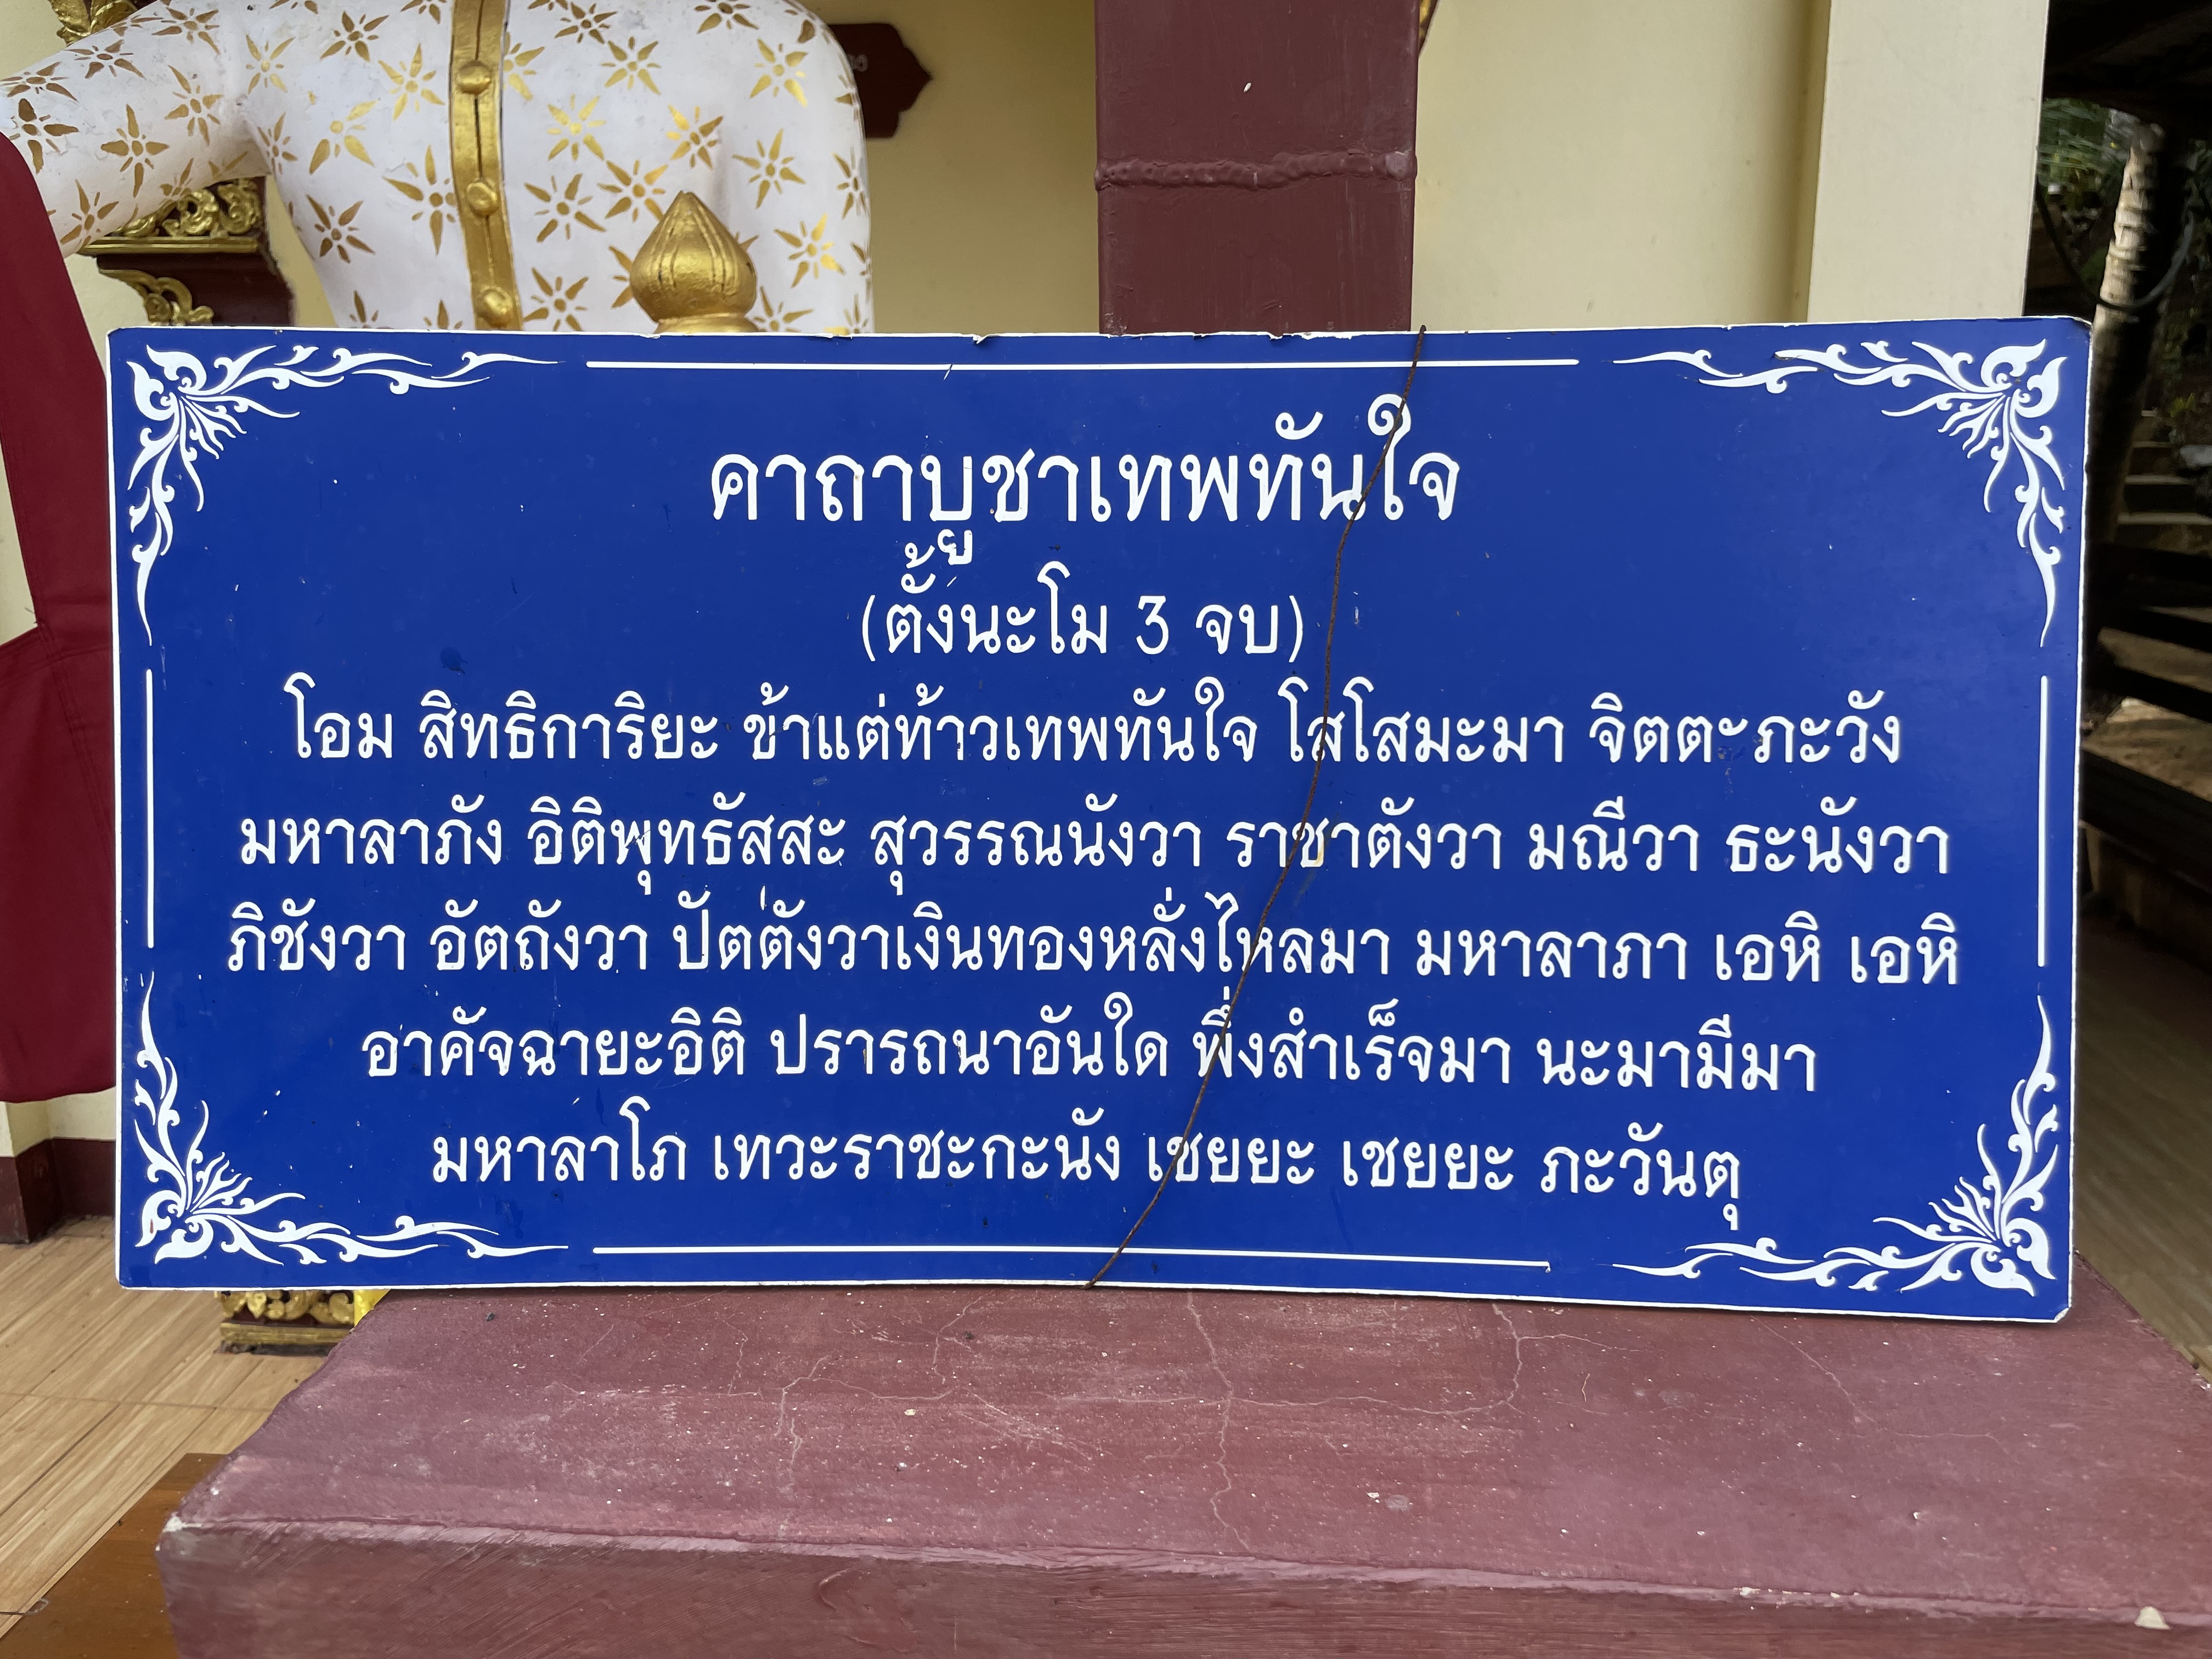 คาถาบูชาเทพทันใจ
(ตั้งนะโม 3 จบ)
โอม สิทธิการิยะ ข้าแต่ท้าวเทพทันใจ โสโสมะมา จิตตะภะวัง
มหาลาภัง อิติพุทธัสสะ สุวรรณนังวา ราชาตังวา มณีวา ธะนังวา
ภิชังวา อัตถังวา ปัตตังวาเงินทองหลั่งไหลมา มหาลาภา เอหิ เอหิ
อาคัจฉายะอิติ ปรารถนาอันใด พึ่งสำเร็จมา นะมามีมา
มหาลาโภ เทวะราชะกะนัง เชยยะ เชยยะ ภะวันตุ